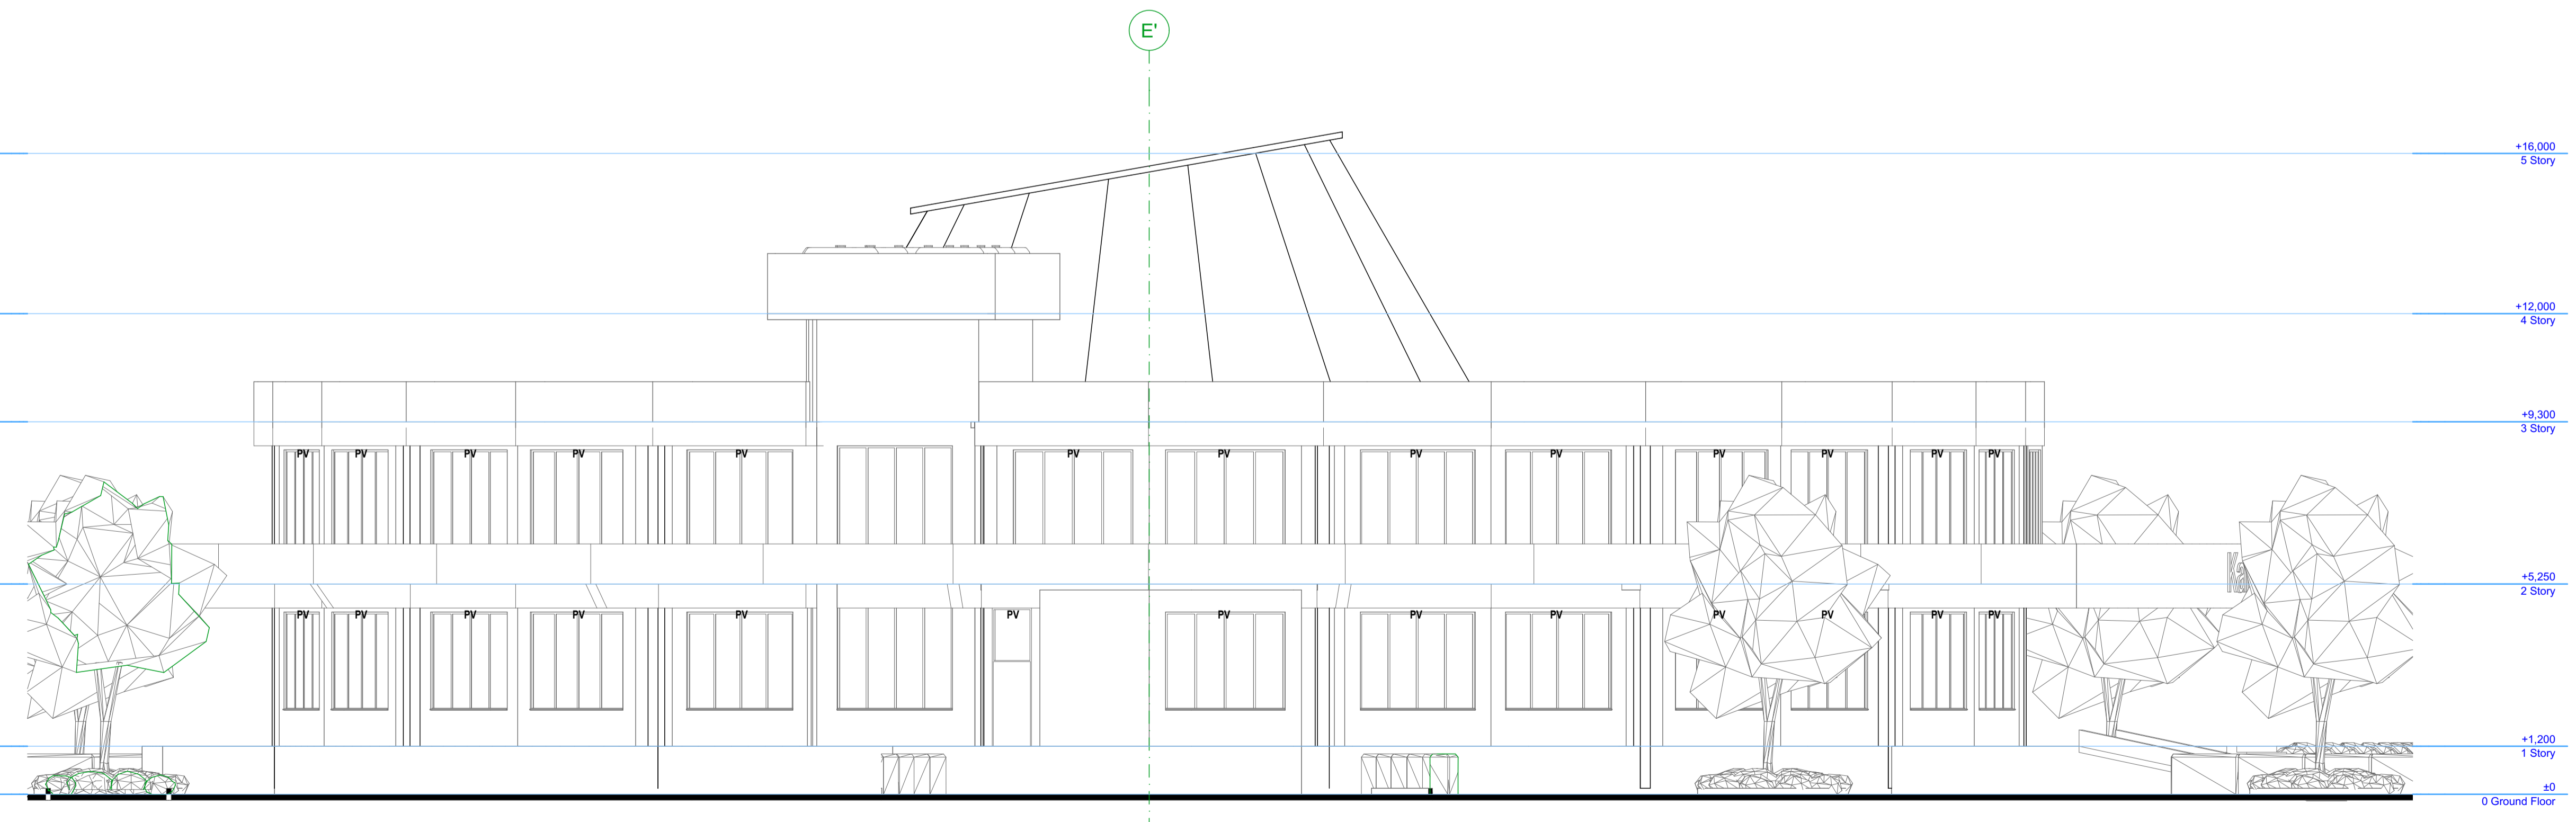 E'
+16,000
5 Story
+12,000
4 Story
+9,300
3 Story
PV PV PV PV PV PV PV PV PV PV PV PV PV
+5,250
2 Story
PV PV PV PV PV PV PV PV PV PV PV PV PV
+1,200
1 Story
±0
0 Ground Floor